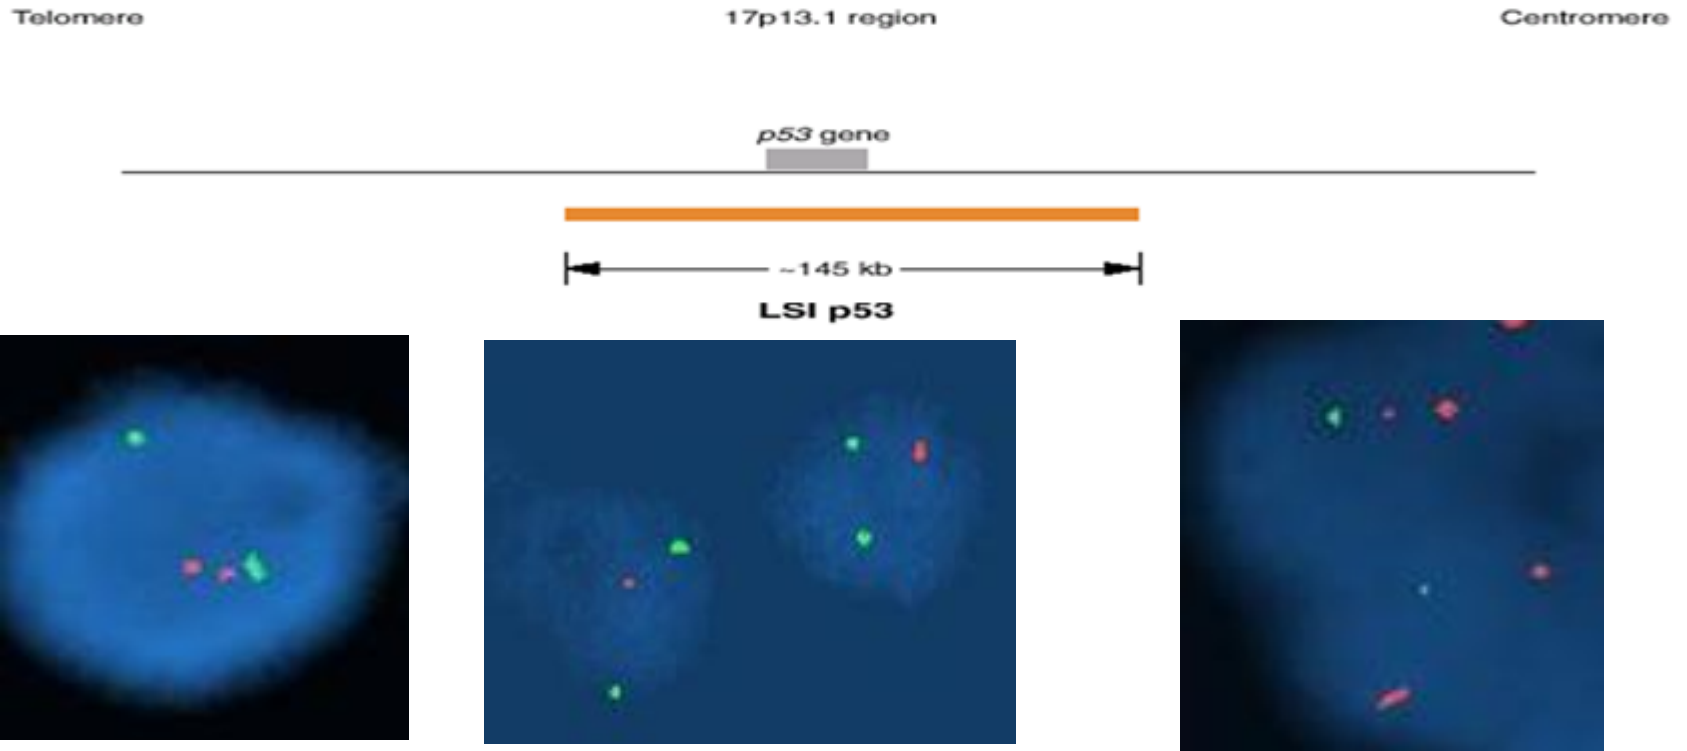 Telomere 17p13.1 region Centromere
p53 gene
~145 kb
LSI p53